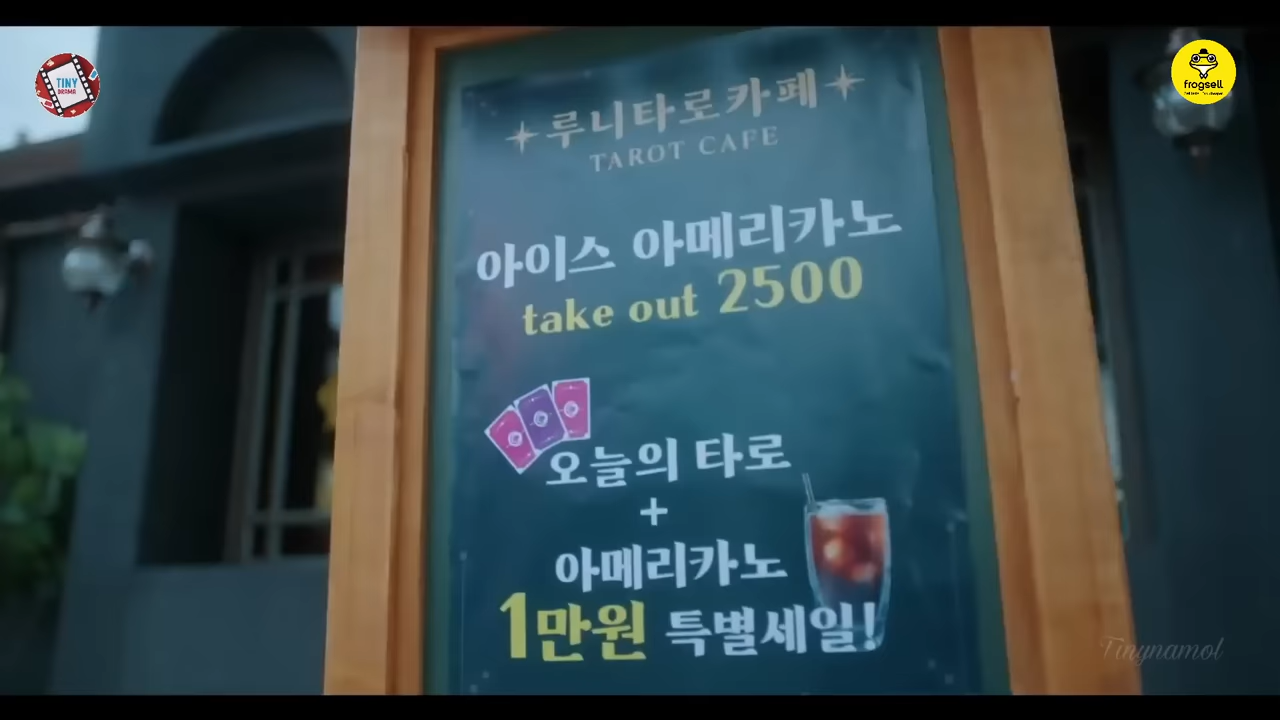 TINY
DRAMA
frogsell
루니타로카페
TAROT CAFE
아이스 아메리카노
take out 2500
오늘의 타로
+
아메리카노
1만원 특별세일!
Tinynamol